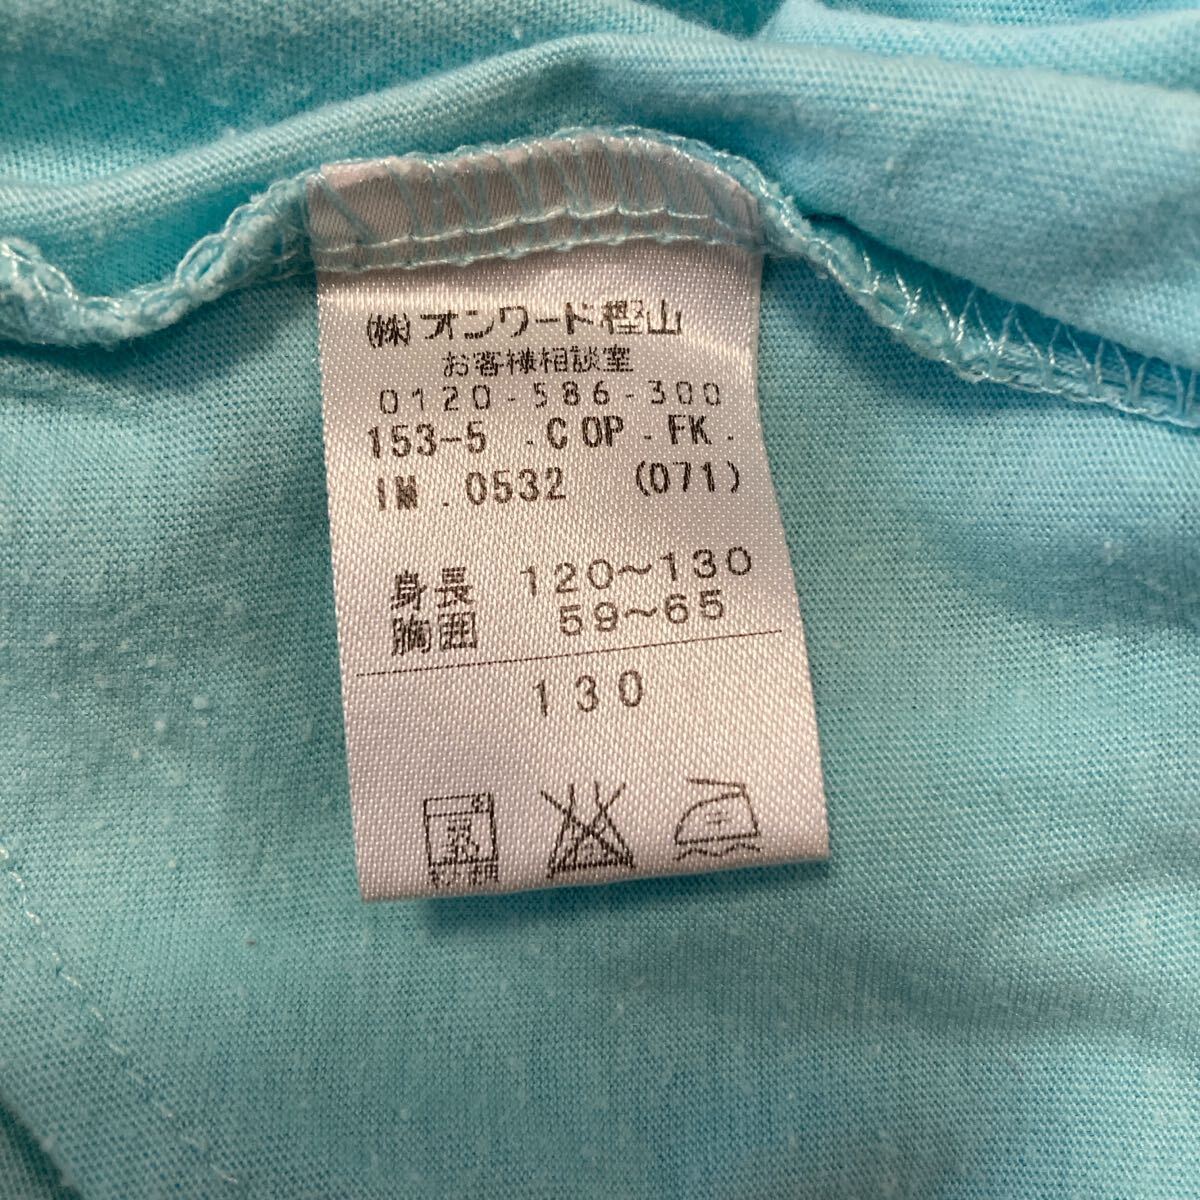 (株)オンワード樫山
お客様相談室
0120-586-300
153-5 .COP.FK.
IM.0532 (071)
身長 120~130
胸囲 59~65
130
中